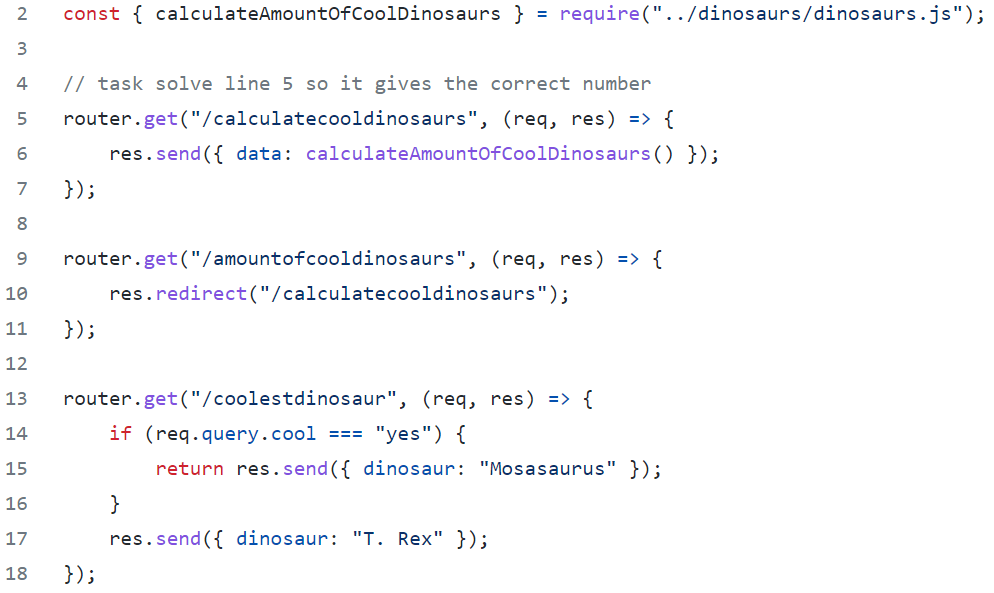 2 const { calculateAmountOfCoolDinosaurs } = require("../dinosaurs/dinosaurs.js");
3
4 // task solve line 5 so it gives the correct number
5 router.get("/calculatecooldinosaurs", (req, res) => {
6     res.send({ data: calculateAmountOfCoolDinosaurs() });
7 });
8
9 router.get("/amountofcooldinosaurs", (req, res) => {
10     res.redirect("/calculatecooldinosaurs");
11 });
12
13 router.get("/coolestdinosaur", (req, res) => {
14     if (req.query.cool === "yes") {
15         return res.send({ dinosaur: "Mosasaurus" });
16     }
17     res.send({ dinosaur: "T. Rex" });
18 });